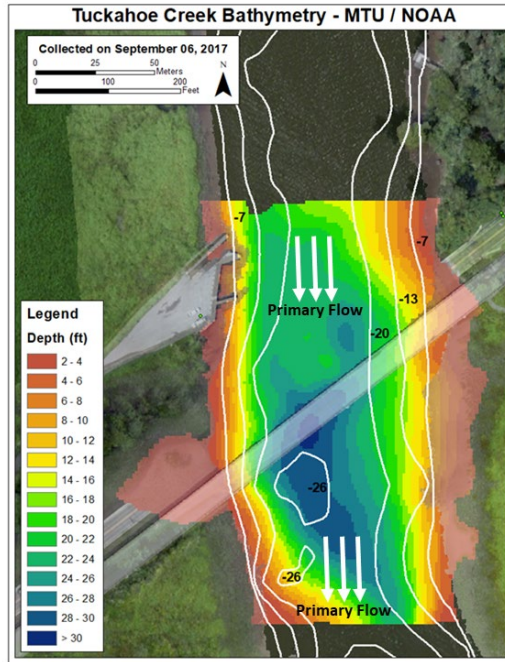 Tuckahoe Creek Bathymetry - MTU / NOAA
Collected on September 06, 2017
0 25 50
Meters
0 100 200
Feet
N
-7
-7
Primary Flow
-13
-20
Legend
Depth (ft)
2 - 4
4 - 6
6 - 8
8 - 10
10 - 12
12 - 14
14 - 16
16 - 18
18 - 20
20 - 22
22 - 24
24 - 26
26 - 28
28 - 30
> 30
-26
-26
Primary Flow